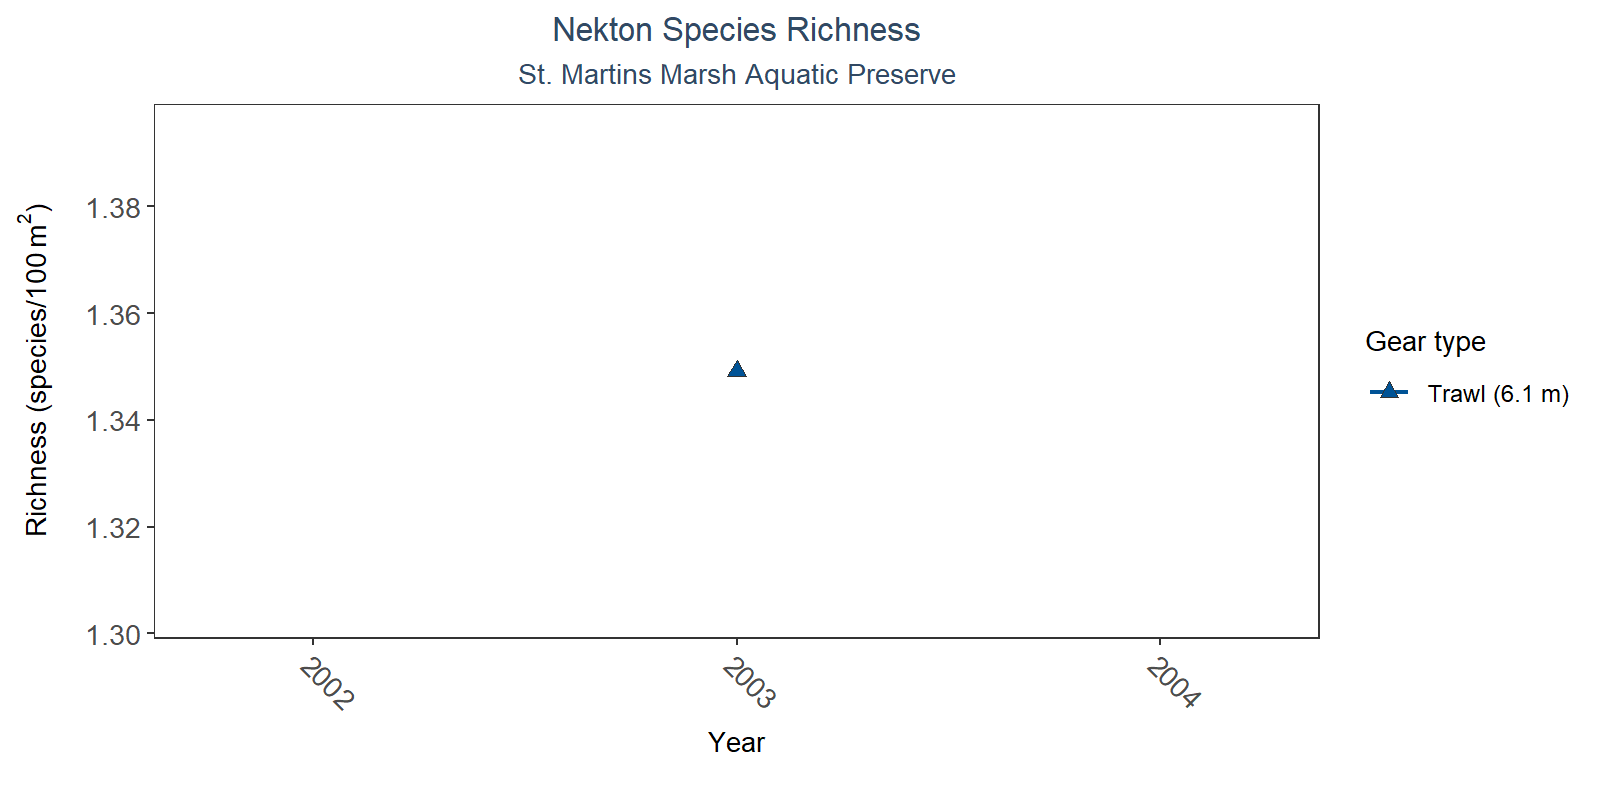 Nekton Species Richness
St. Martins Marsh Aquatic Preserve
Richness (species/100 m²)
1.38
1.36
1.34
1.32
1.30
2002
2003
2004
Year
Gear type
Trawl (6.1 m)